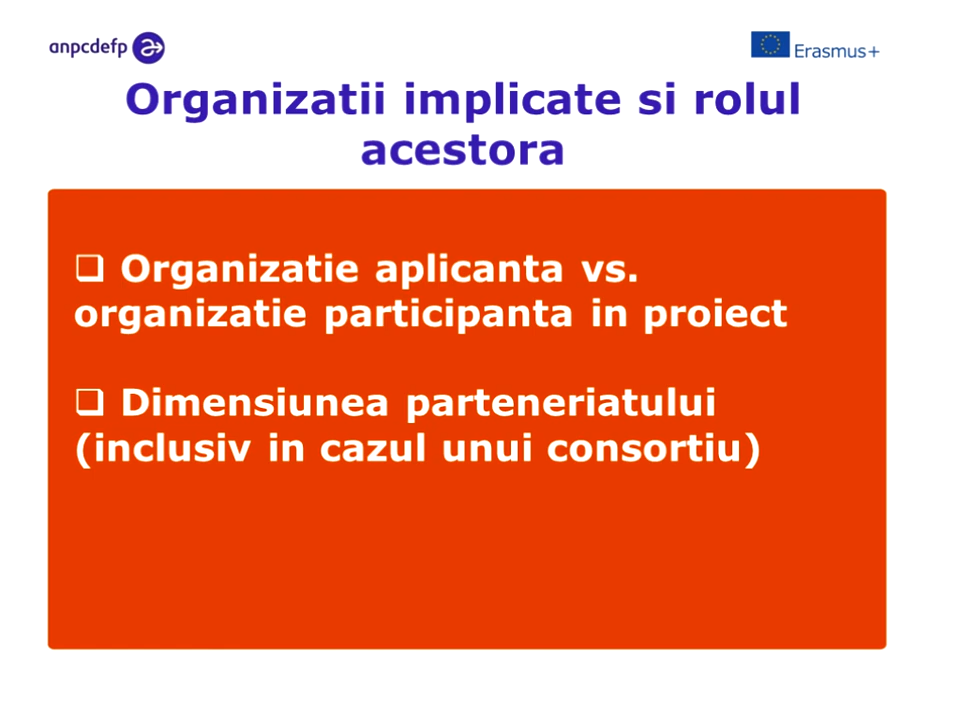 anpcdefp
Erasmus+
Organizatii implicate si rolul
acestora
❑ Organizatie aplicanta vs.
organizatie participanta in proiect
❑ Dimensiunea parteneriatului
(inclusiv in cazul unui consortiu)